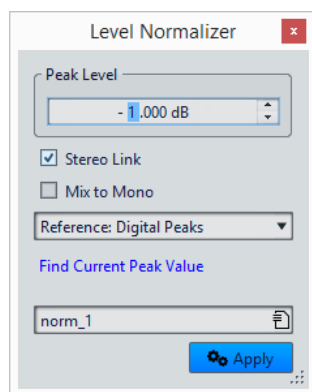 Level Normalizer
x
Peak Level
- 1.000 dB
Stereo Link
Mix to Mono
Reference: Digital Peaks
Find Current Peak Value
norm_1
Apply